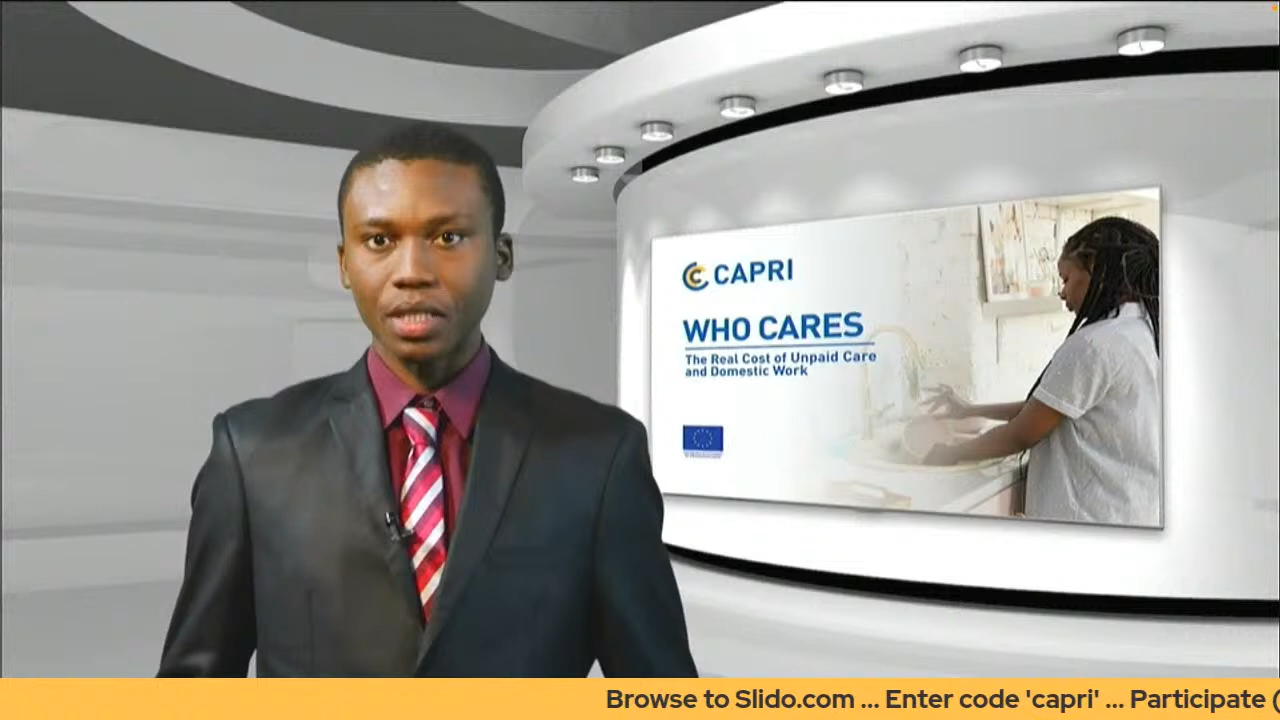 CAPRI
WHO CARES
The Real Cost of Unpaid Care
and Domestic Work
Browse to Slido.com ... Enter code 'capri' ... Participate (